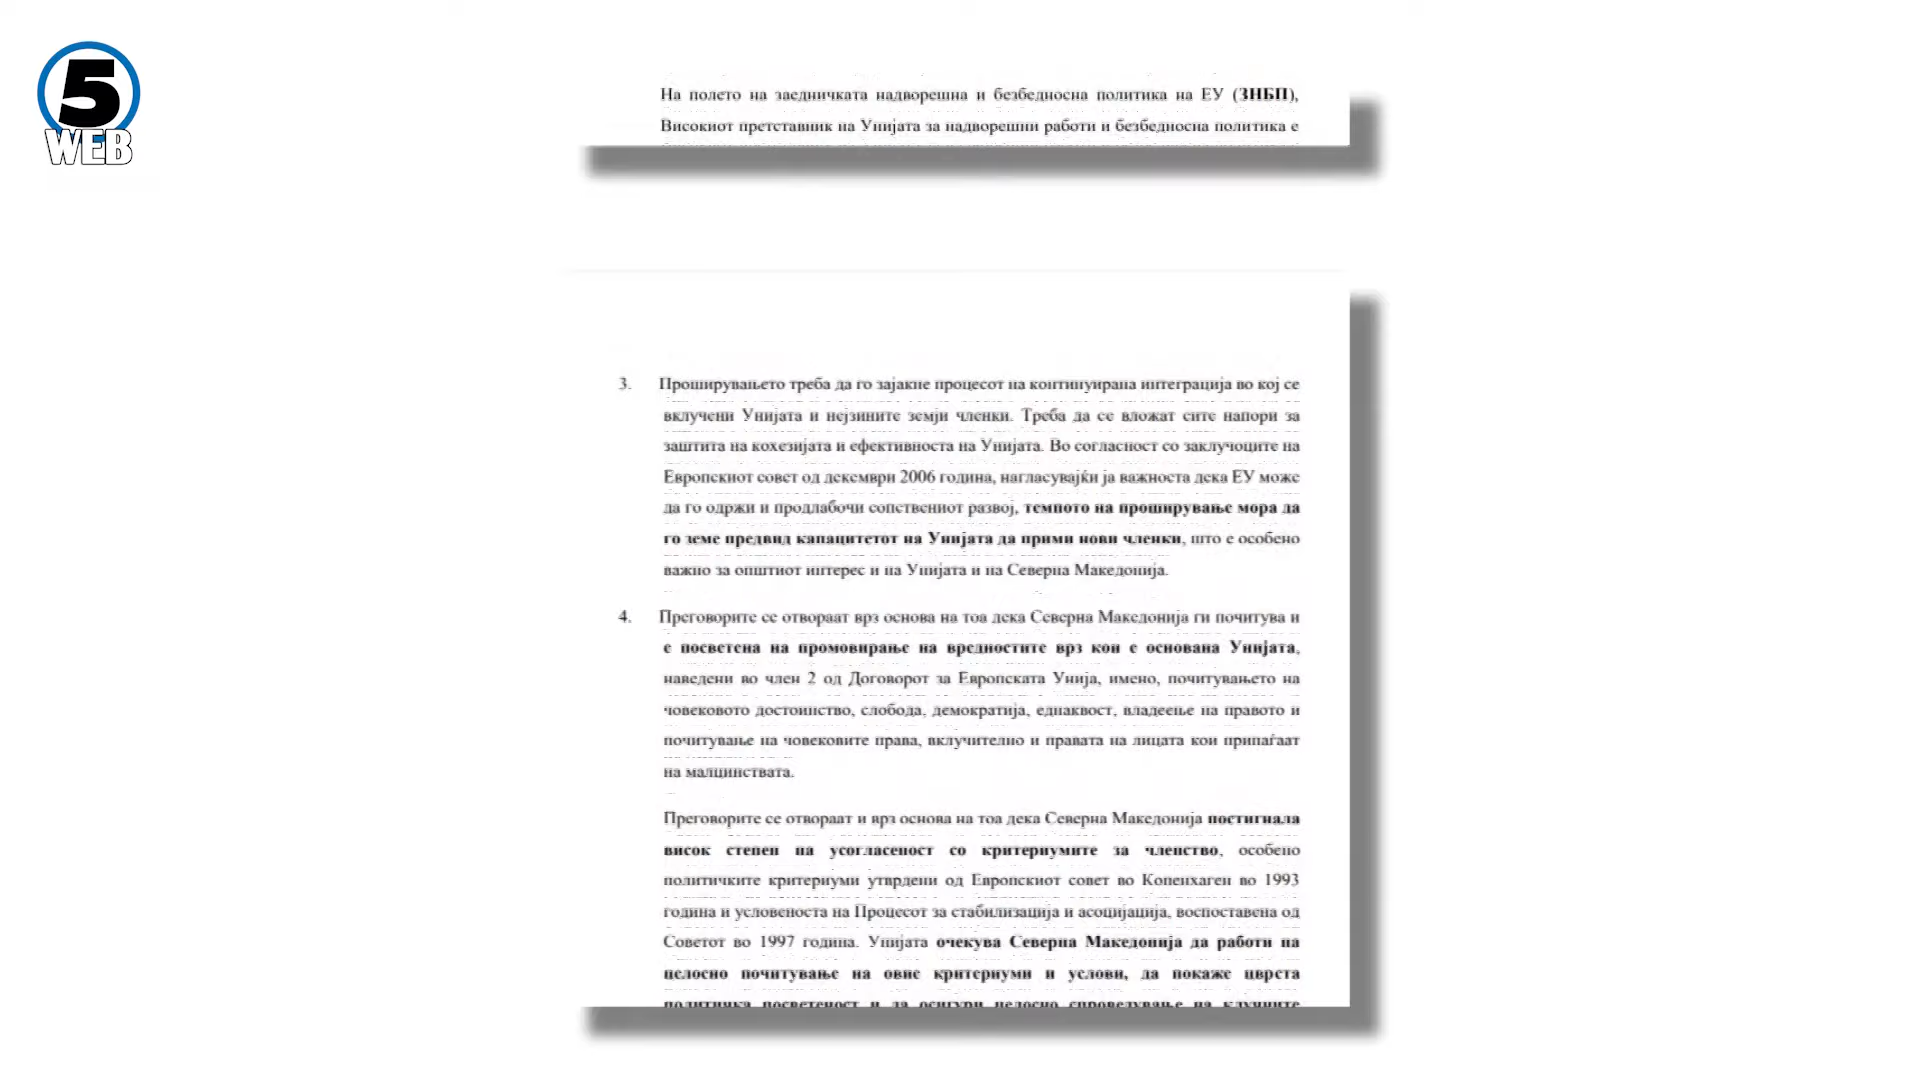 5
WEB
На полето на заедничката надворешна и безбедносна политика на ЕУ (ЗНБП),
Високиот претставник на Унијата за надворешни работи и безбедносна политика е
3. Проширувањето треба да го зајакне процесот на континуирана интеграција во кој се
вклучени Унијата и нејзините земји членки. Треба да се вложат сите напори за
заштита на кохезијата и ефективноста на Унијата. Во согласност со заклучоците на
Европскиот совет од декември 2006 година, нагласувајќи ја важноста дека ЕУ може
да го одржи и продлабочи сопствениот развој, темпото на проширување мора да
го земе предвид капацитетот на Унијата да прими нови членки, што е особено
важно за општиот интерес и на Унијата и на Северна Македонија.
4. Преговорите се отвораат врз основа на тоа дека Северна Македонија ги почитува и
е посветена на промовирање на вредностите врз кои е основана Унијата,
наведени во член 2 од Договорот за Европската Унија, имено, почитувањето на
човековото достоинство, слобода, демократија, еднаквост, владеење на правото и
почитување на човековите права, вклучително и правата на лицата кои припаѓаат
на малцинствата.
Преговорите се отвораат и врз основа на тоа дека Северна Македонија постигнала
висок степен на усогласеност со критериумите за членство, особено
политичките критериуми утврдени од Европскиот совет во Копенхаген во 1993
година и условеноста на Процесот за стабилизација и асоцијација, воспоставена од
Советот во 1997 година. Унијата очекува Северна Македонија да работи на
целосно почитување на овие критериуми и услови, да покаже цврста
политичка посветеност и да осигури целосно спроведување на клучните